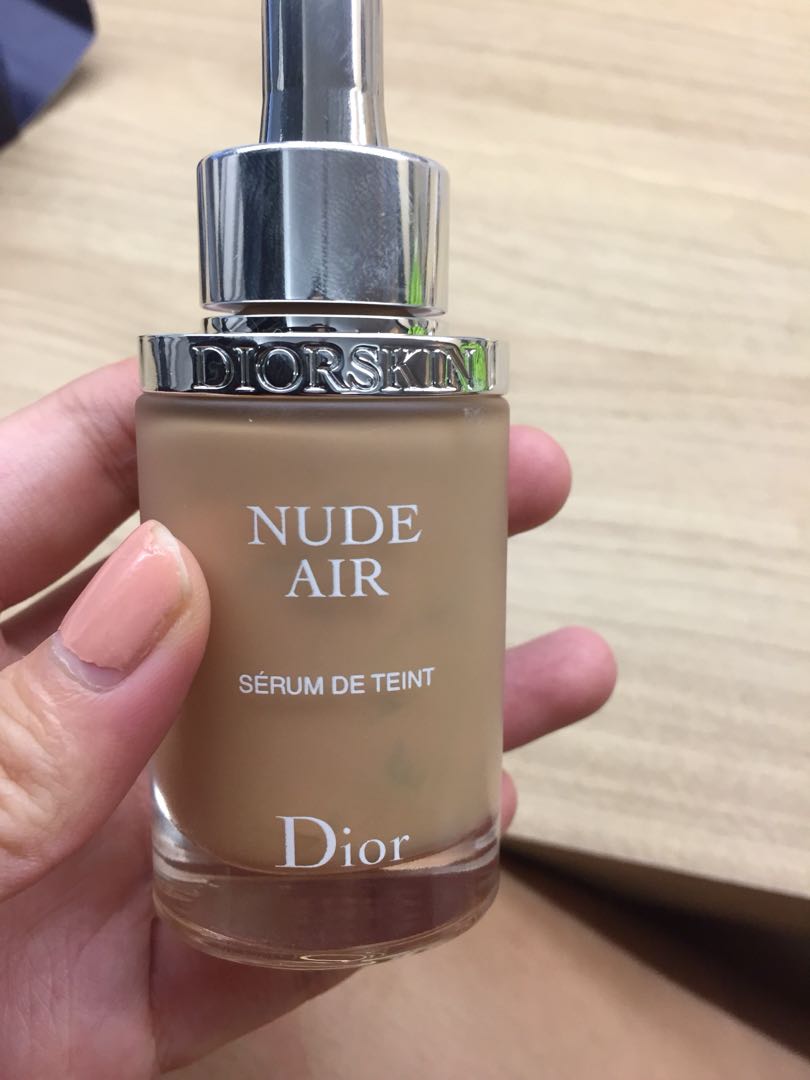 DIORSKIN
NUDE
AIR
SÉRUM DE TEINT
Dior